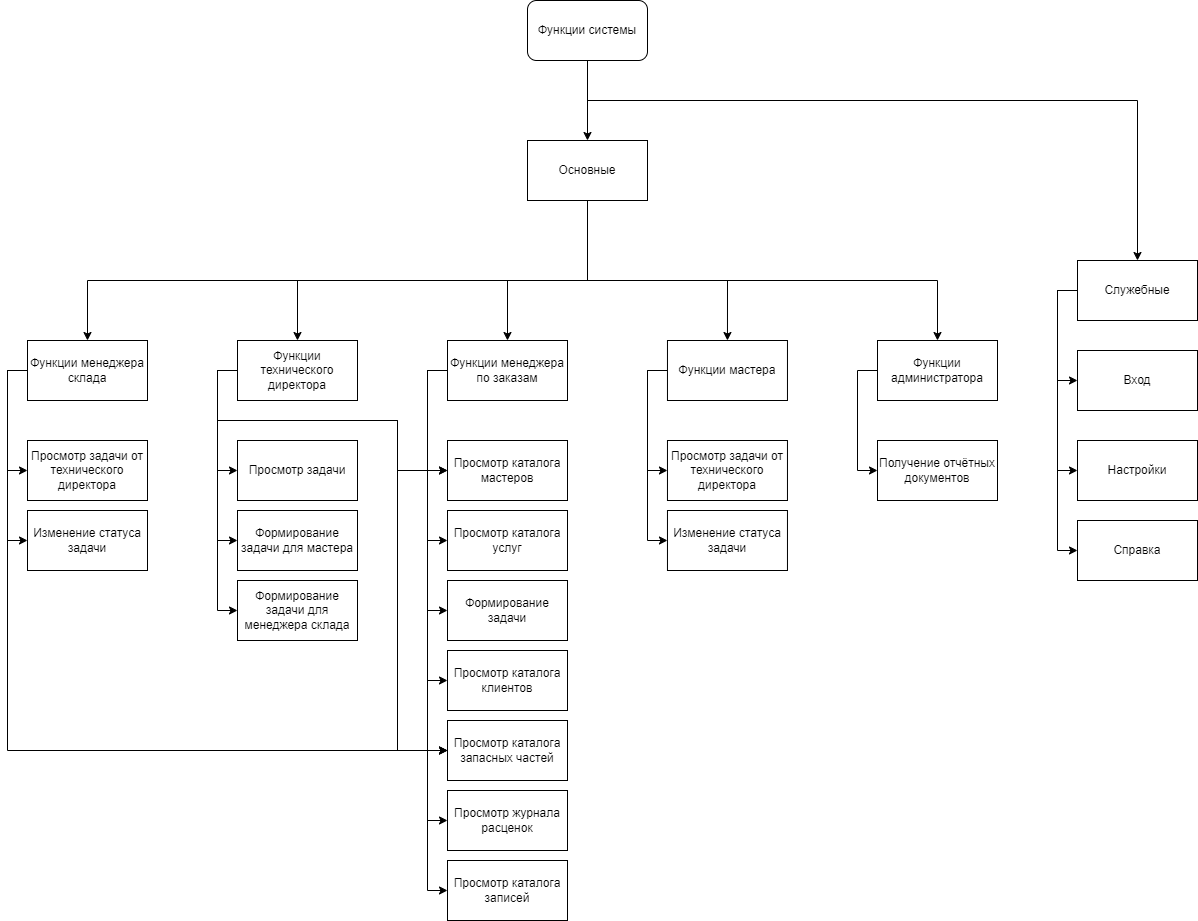 Функции системы
Основные
Служебные
Вход
Настройки
Справка
Функции менеджера
склада
Просмотр задачи от
технического
директора
Изменение статуса
задачи
Функции
технического
директора
Просмотр задачи
Формирование
задачи для мастера
Формирование
задачи для
менеджера склада
Функции менеджера
по заказам
Просмотр каталога
мастеров
Просмотр каталога
услуг
Формирование
задачи
Просмотр каталога
клиентов
Просмотр каталога
запасных частей
Просмотр журнала
расценок
Просмотр каталога
записей
Функции мастера
Просмотр задачи от
технического
директора
Изменение статуса
задачи
Функции
администратора
Получение отчётных
документов